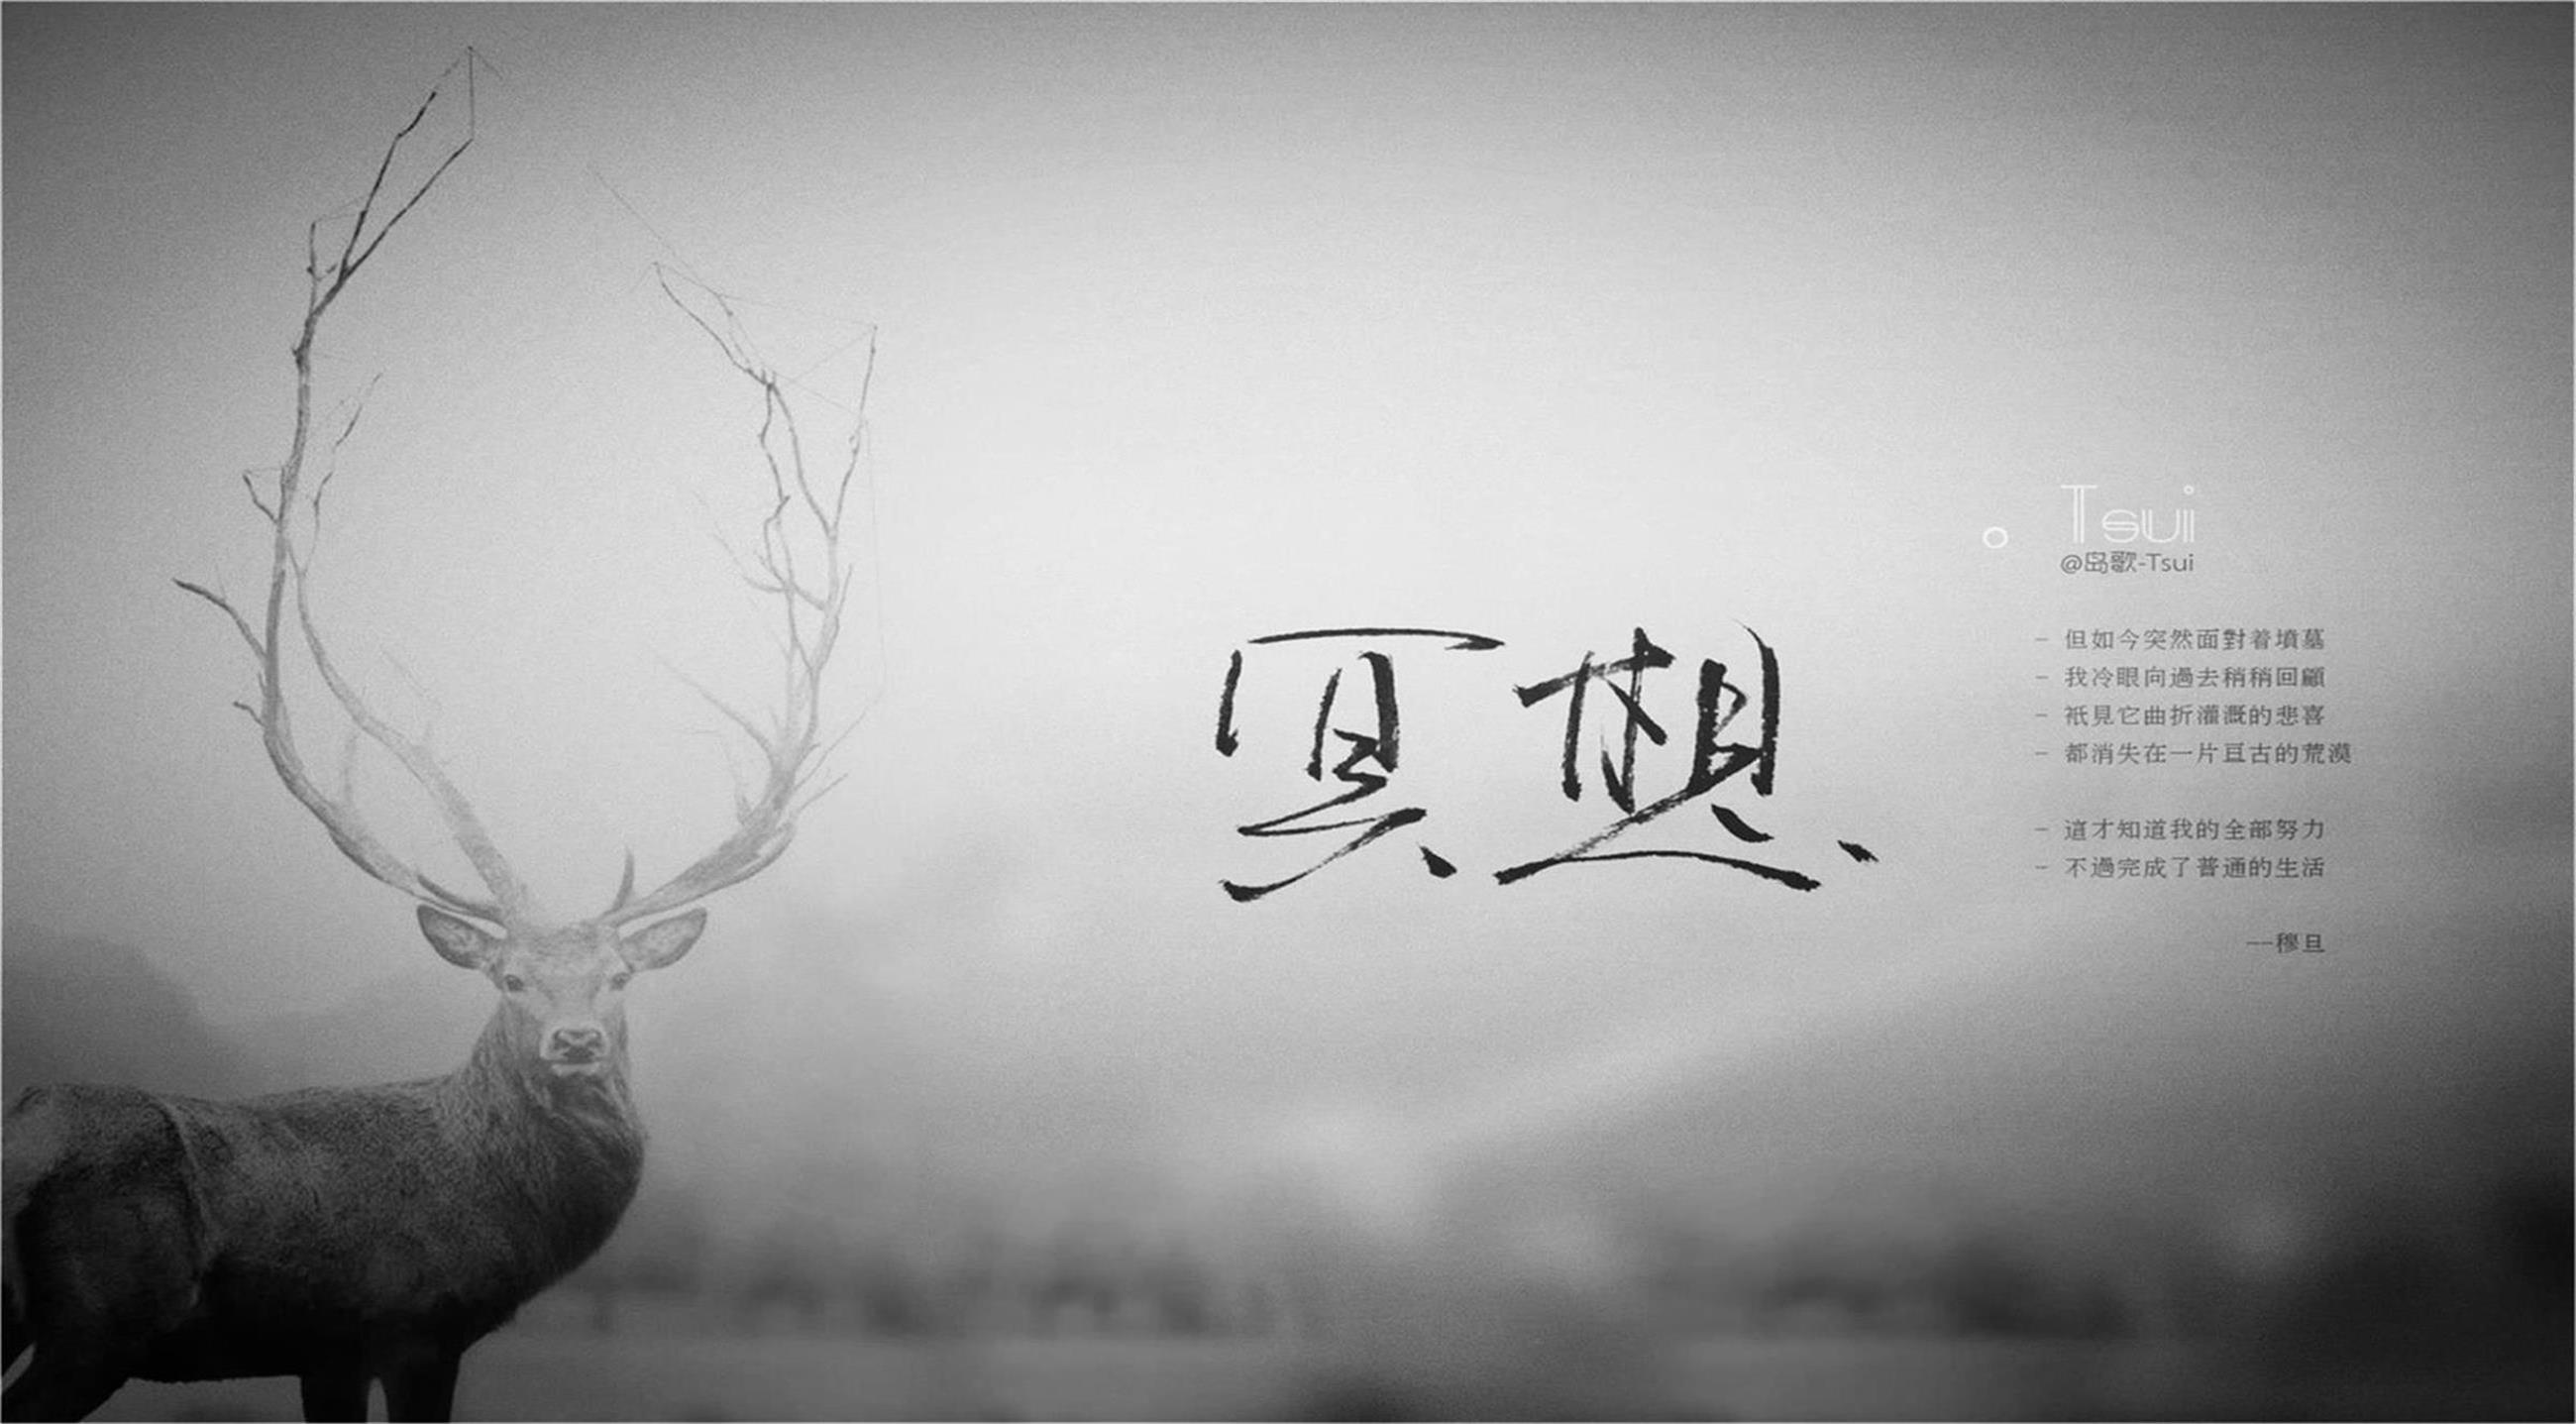 冥想
Tsui
@岛歌-Tsui
- 但如今突然面對着墳墓
- 我冷眼向過去稍稍回顧
- 祇見它曲折灌溉的悲喜
- 都消失在一片亘古的荒漠
- 這才知道我的全部努力
- 不過完成了普通的生活
--穆旦